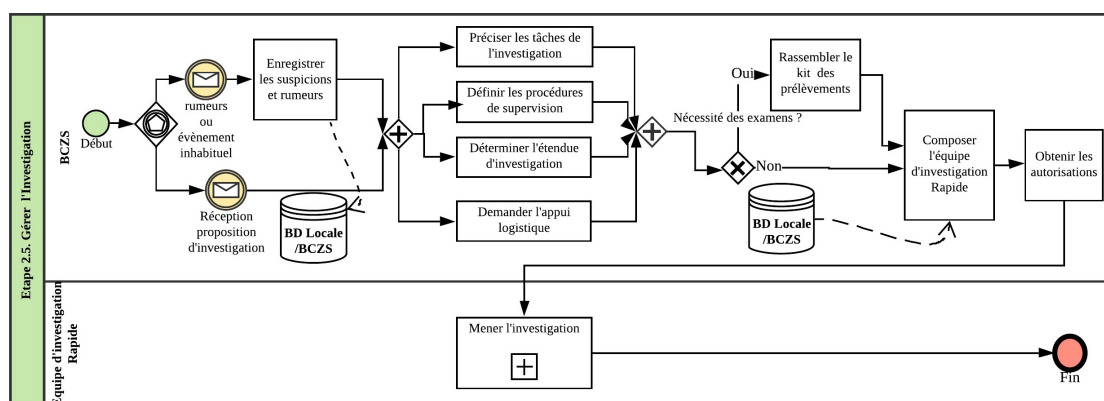 Etape 2.5. Gérer l'Investigation
BCZS
Début
rumeurs
ou
évènement
inhabituel
Réception
proposition
d'investigation
Enregistrer
les suspicions
et rumeurs
BD Locale
/BCZS
Préciser les tâches de
l'investigation
Définir les procédures
de supervision
Déterminer l'étendue
d'investigation
Demander l'appui
logistique
Nécessité des examens ?
Oui
Non
Rassembler le
kit des
prélèvements
BD Locale
/BCZS
Composer
l'équipe
d'investigation
Rapide
Obtenir les
autorisations
Equipe d'investigation
Rapide
Mener l'investigation
Fin